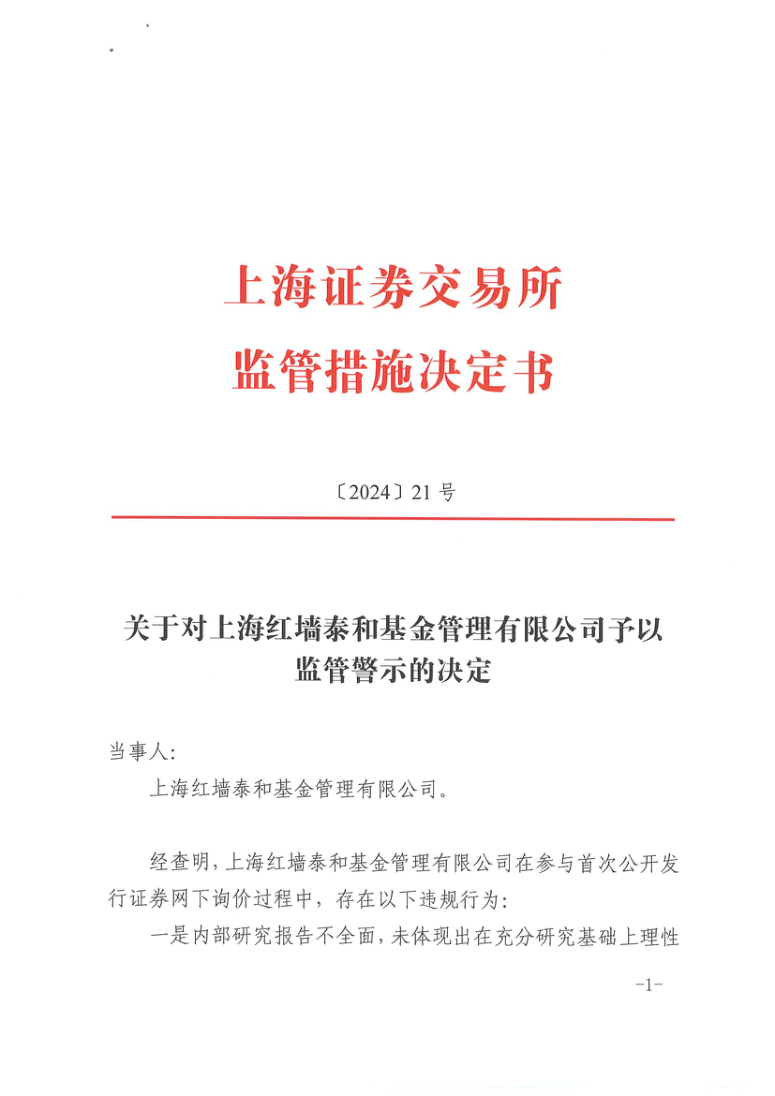 上海证券交易所
监管措施决定书
〔2024〕21 号
关于对上海红墙泰和基金管理有限公司予以
监管警示的决定
当事人：
上海红墙泰和基金管理有限公司。
经查明，上海红墙泰和基金管理有限公司在参与首次公开发
行证券网下询价过程中，存在以下违规行为：
一是内部研究报告不全面，未体现出在充分研究基础上理性
-1-